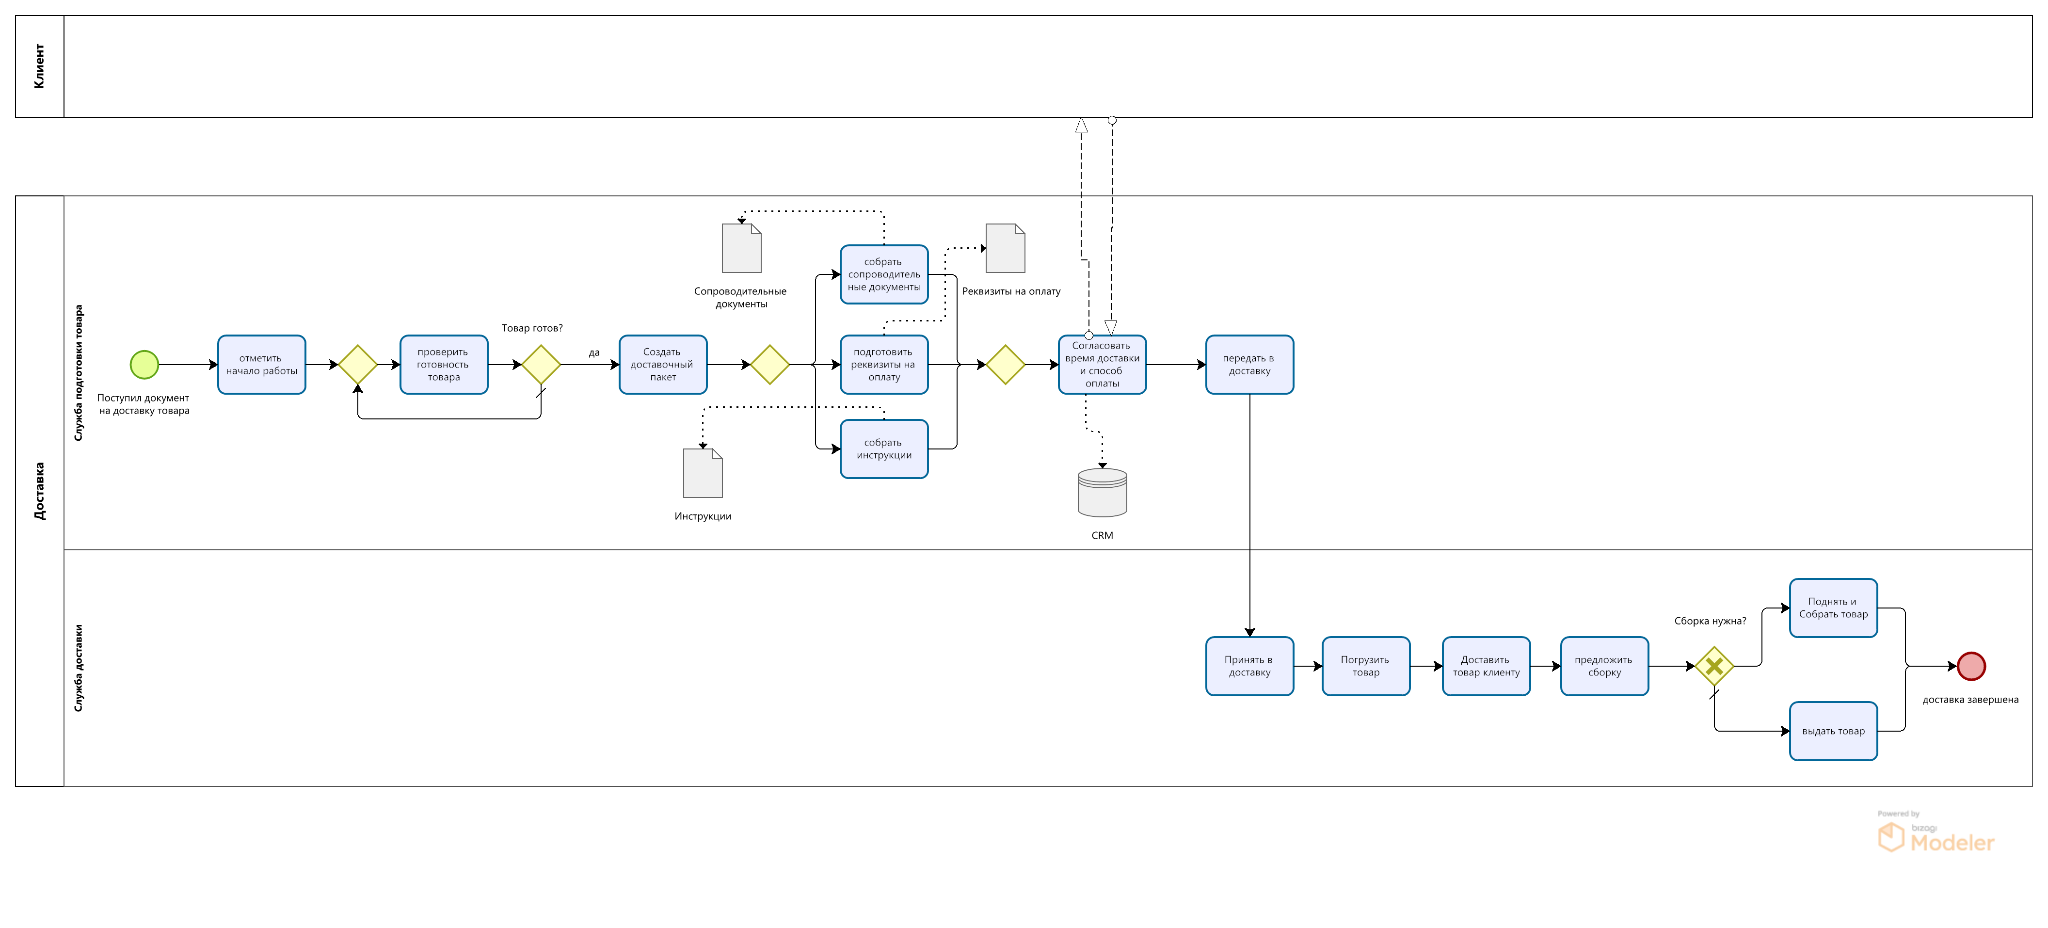 Клиент
Доставка
Служба подготовки товара
Поступил документ
на доставку товара
отметить
начало работы
проверить
готовность
товара
Товар готов?
да
Создать
доставочный
пакет
Сопроводительные
документы
собрать
сопроводитель
ные документы
Реквизиты на оплату
подготовить
реквизиты на
оплату
собрать
инструкции
Инструкции
Согласовать
время доставки
и способ
оплаты
CRM
передать в
доставку
Служба доставки
Принять в
доставку
Погрузить
товар
Доставить
товар клиенту
предложить
сборку
Сборка нужна?
Поднять и
Собрать товар
выдать товар
доставка завершена
Powered by
bizagi
Modeler